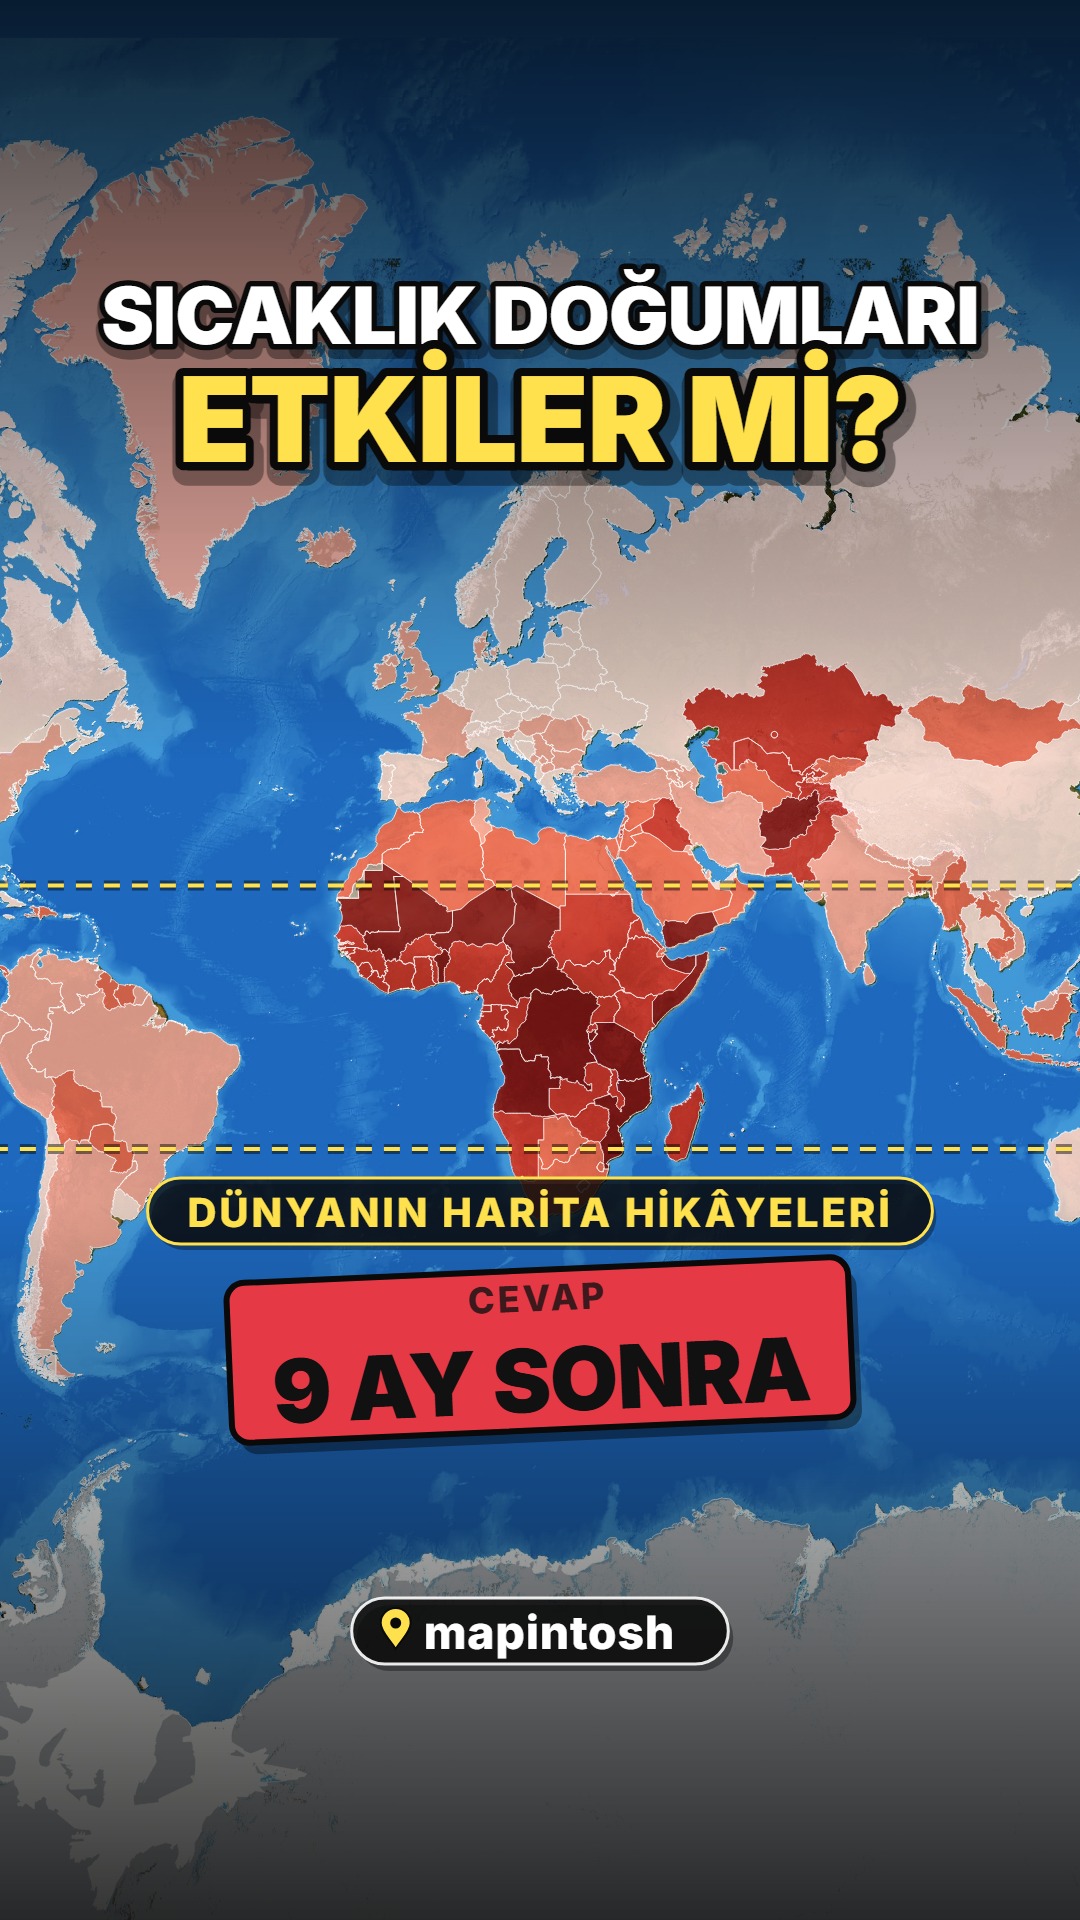 SICAKLIK DOĞUMLARI
ETKİLER Mİ?
DÜNYANIN HARİTA HİKÂYELERİ
CEVAP
9 AY SONRA
mapintosh